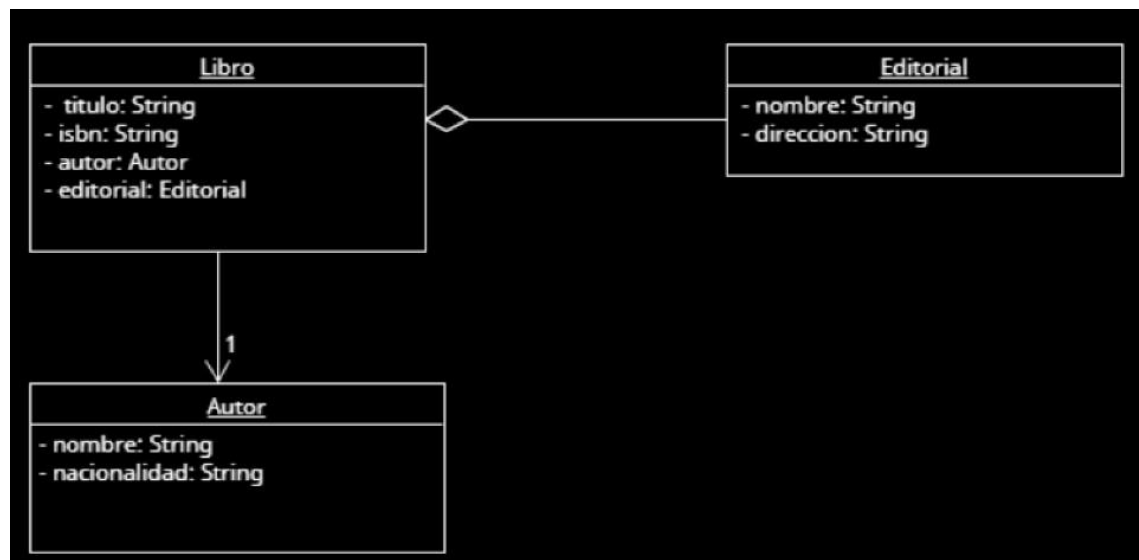 Libro
- titulo: String
- isbn: String
- autor: Autor
- editorial: Editorial
Editorial
- nombre: String
- direccion: String
1
Autor
- nombre: String
- nacionalidad: String